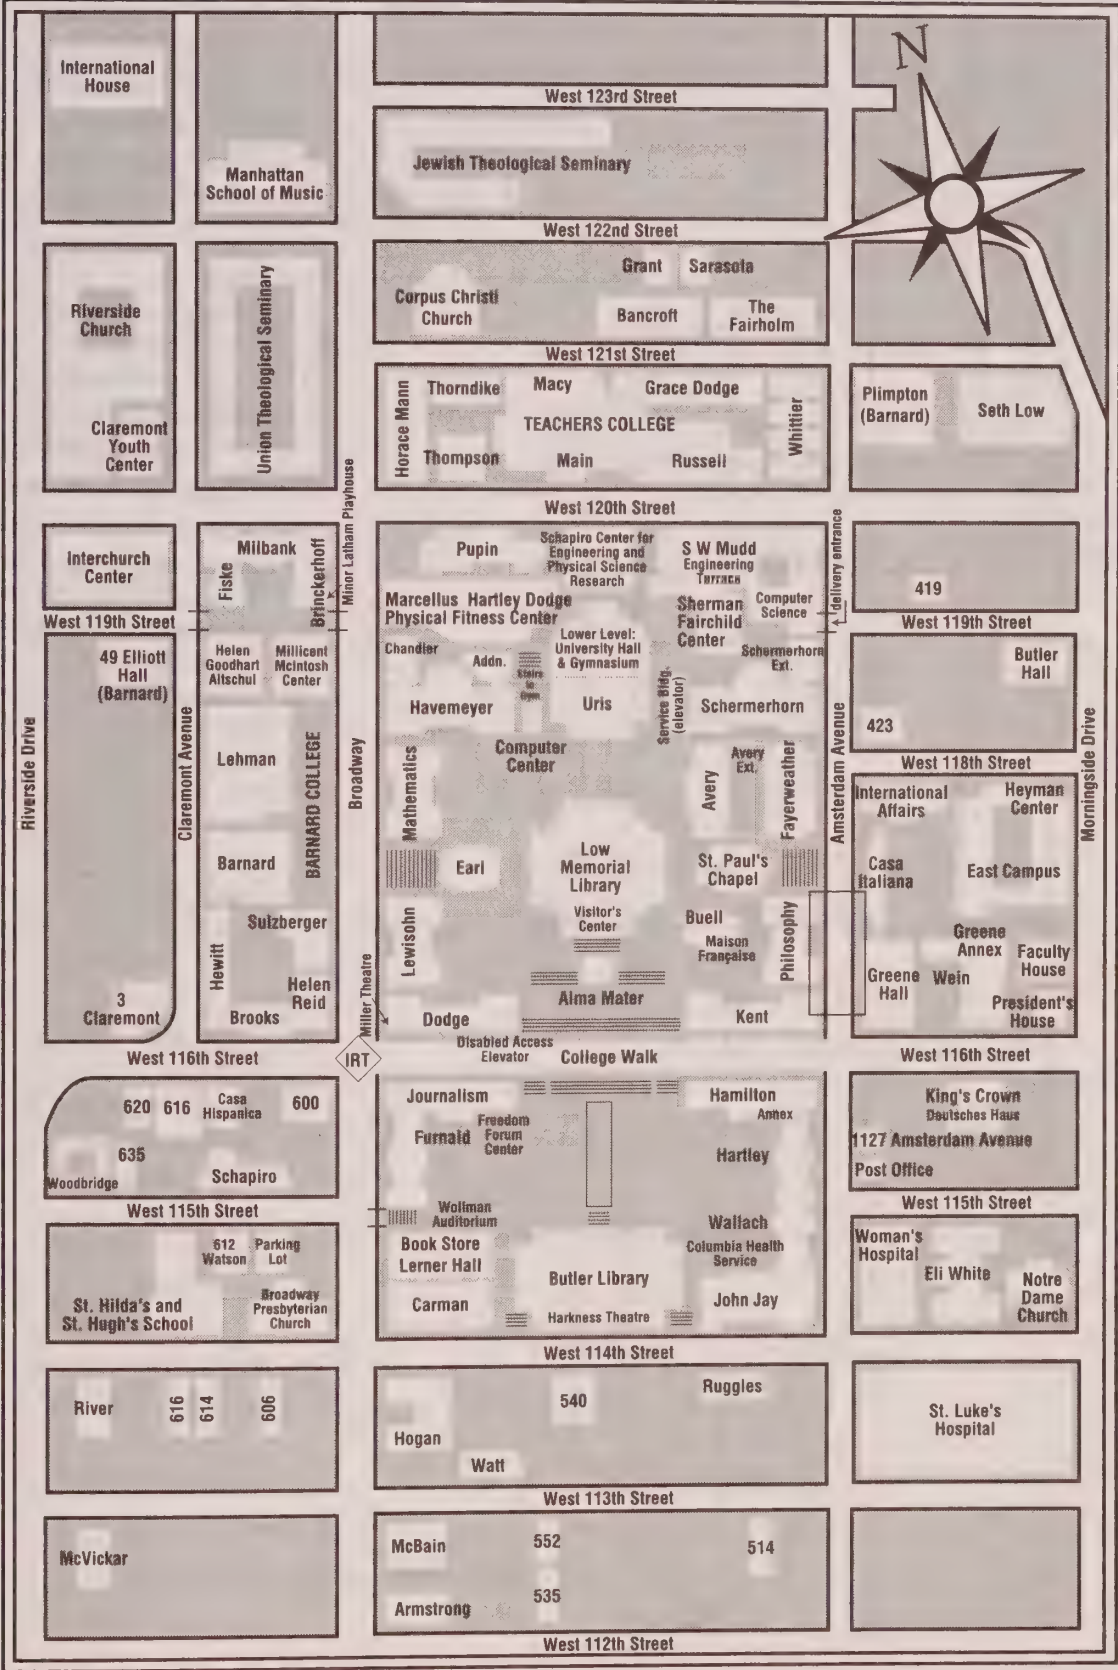 N
International
House
West 123rd Street
Manhattan
School of Music
Jewish Theological Seminary
West 122nd Street
Riverside
Church
Claremont
Youth
Center
Union Theological Seminary
Corpus Christi
Church
Grant
Sarasota
Bancroft
The
Fairholm
West 121st Street
Horace Mann
Thorndike
Macy
Grace Dodge
TEACHERS COLLEGE
Thompson
Main
Russell
Whittier
Plimpton
(Barnard)
Seth Low
West 120th Street
Minor Latham Playhouse
delivery entrance
Interchurch
Center
Milbank
Fiske
Brinckerhoff
Pupin
Schapiro Center for
Engineering and
Physical Science
Research
S W Mudd
Engineering
Terrace
419
West 119th Street
Marcellus Hartley Dodge
Physical Fitness Center
Sherman
Fairchild
Center
Computer
Science
West 119th Street
49 Elliott
Hall
(Barnard)
Helen
Goodhart
Altschul
Millicent
McIntosh
Center
Chandler
Addn.
Stairs
to
Gym
Lower Level:
University Hall
& Gymnasium
Schermerhorn
Ext.
Butler
Hall
Havemeyer
Uris
Service Bldg.
(elevator)
Schermerhorn
423
Riverside Drive
Claremont Avenue
Broadway
Amsterdam Avenue
Morningside Drive
Lehman
BARNARD COLLEGE
Mathematics
Computer
Center
Avery
Avery
Ext.
Fayerweather
West 118th Street
International
Affairs
Heyman
Center
Barnard
Earl
Low
Memorial
Library
St. Paul's
Chapel
Casa
Italiana
East Campus
Visitor's
Center
Sulzberger
Hewitt
Helen
Reid
Brooks
Lewisohn
Buell
Maison
Française
Philosophy
Greene
Annex
Faculty
House
Greene
Hall
Wein
President's
House
3
Claremont
Miller Theatre
Alma Mater
Dodge
Kent
West 116th Street
IRT
Disabled Access
Elevator
College Walk
West 116th Street
620
616
Casa
Hispanica
600
635
Woodbridge
Schapiro
Journalism
Furnald
Freedom
Forum
Center
Hamilton
Annex
Hartley
King's Crown
Deutsches Haus
1127 Amsterdam Avenue
Post Office
West 115th Street
Wollman
Auditorium
Wallach
West 115th Street
612
Watson
Parking
Lot
St. Hilda's and
St. Hugh's School
Broadway
Presbyterian
Church
Book Store
Lerner Hall
Carman
Butler Library
Harkness Theatre
Columbia Health
Service
John Jay
Woman's
Hospital
Eli White
Notre
Dame
Church
West 114th Street
River
616
614
606
Hogan
Watt
540
Ruggles
St. Luke's
Hospital
West 113th Street
McVickar
McBain
552
514
Armstrong
535
West 112th Street